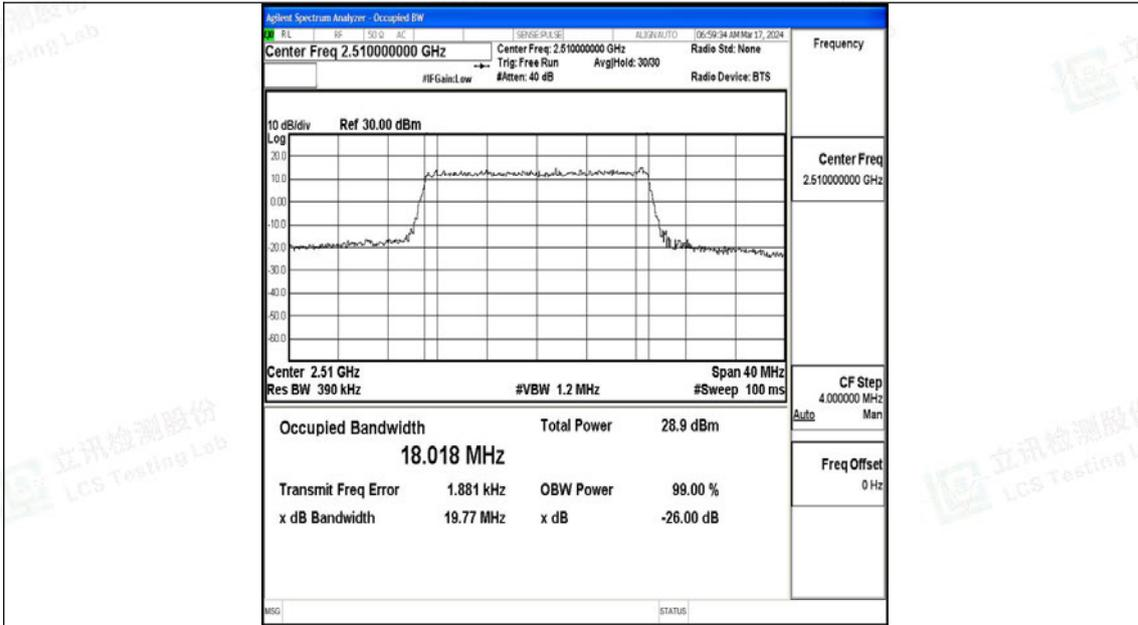 Agilent Spectrum Analyzer - Occupied BW
RL RF 50 Ω AC SENSE:PULSE ALIGN AUTO 06:59:34 AM Mar 17, 2024
Center Freq 2.510000000 GHz
Center Freq: 2.510000000 GHz
Radio Std: None
Trig: Free Run Avg|Hold: 30/30
#IFGain:Low #Atten: 40 dB Radio Device: BTS
10 dB/div Ref 30.00 dBm
Log
20.0
10.0
0.00
-10.0
-20.0
-30.0
-40.0
-50.0
-60.0
Center 2.51 GHz Span 40 MHz
Res BW 390 kHz #VBW 1.2 MHz #Sweep 100 ms
Occupied Bandwidth Total Power 28.9 dBm
18.018 MHz
Transmit Freq Error 1.881 kHz OBW Power 99.00 %
x dB Bandwidth 19.77 MHz x dB -26.00 dB
MSG STATUS
Frequency
Center Freq
2.510000000 GHz
CF Step
4.000000 MHz
Auto Man
Freq Offset
0 Hz
立讯检测股份
LCS Testing Lab
立讯检测股份
LCS Testing L